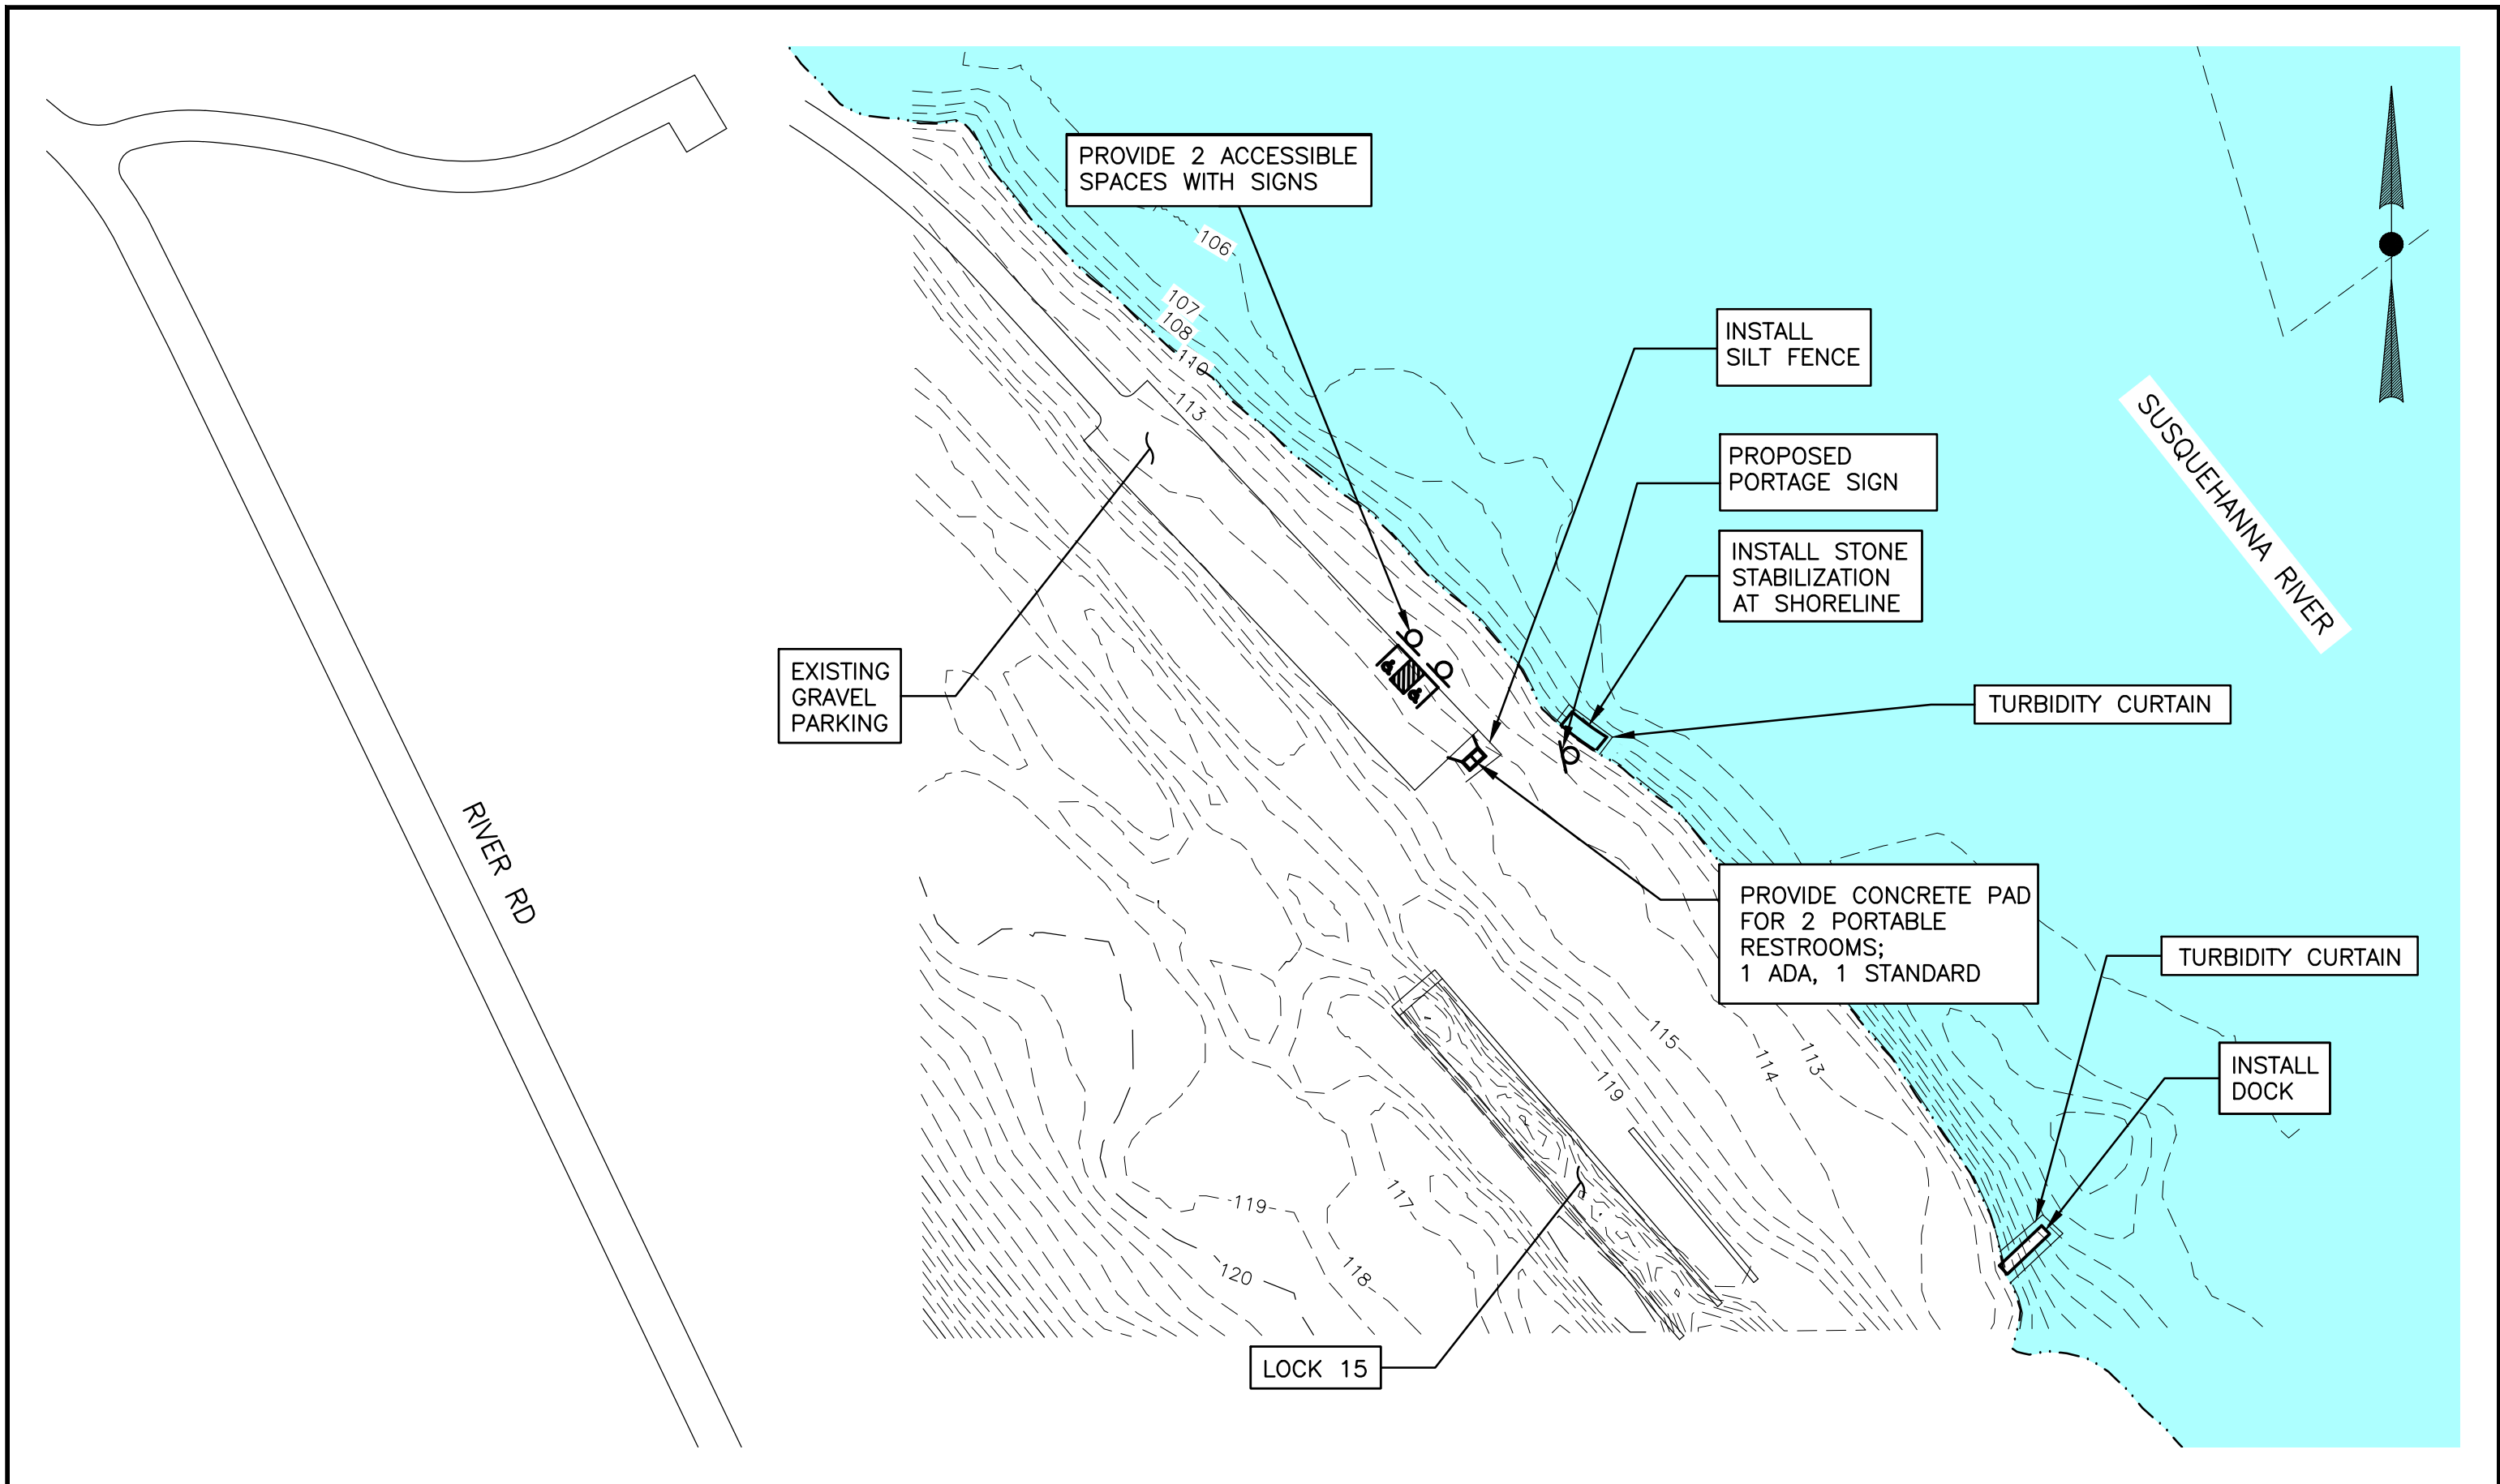 PROVIDE 2 ACCESSIBLE
SPACES WITH SIGNS
106
107
108
110
113
INSTALL
SILT FENCE
PROPOSED
PORTAGE SIGN
INSTALL STONE
STABILIZATION
AT SHORELINE
SUSQUEHANNA RIVER
EXISTING
GRAVEL
PARKING
TURBIDITY CURTAIN
RIVER RD
PROVIDE CONCRETE PAD
FOR 2 PORTABLE
RESTROOMS;
1 ADA, 1 STANDARD
TURBIDITY CURTAIN
INSTALL
DOCK
115
114
113
119
117
119
118
120
LOCK 15